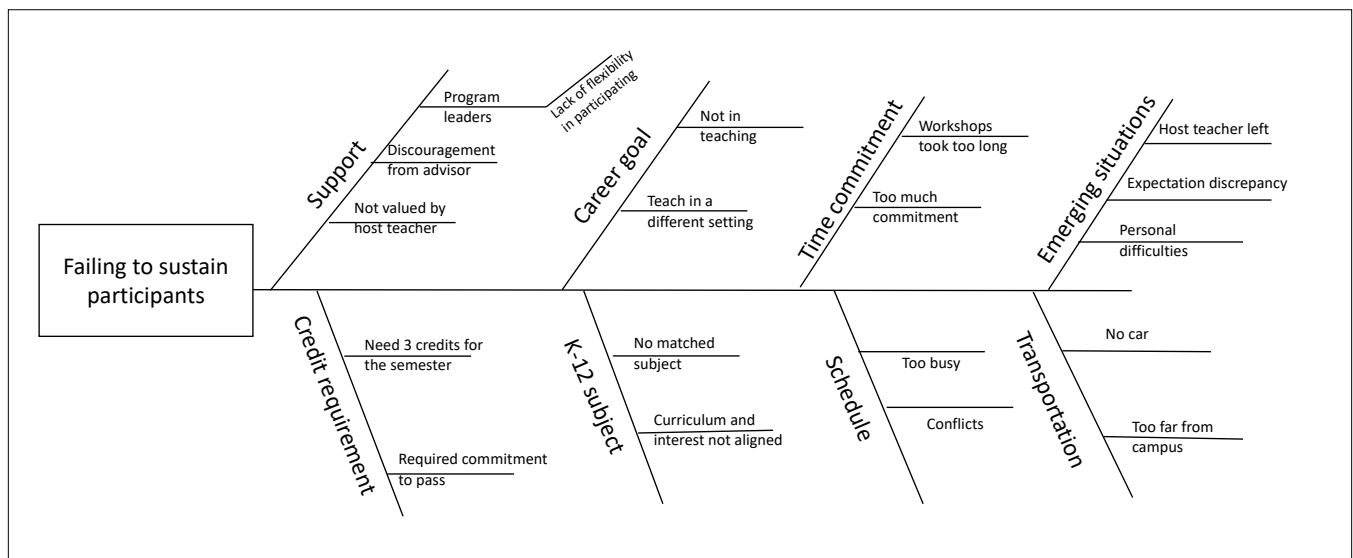 Failing to sustain
participants
Support
Program
leaders
Lack of flexibility
in participating
Discouragement
from advisor
Not valued by
host teacher
Career goal
Not in
teaching
Teach in a
different setting
Time commitment
Workshops
took too long
Too much
commitment
Emerging situations
Host teacher left
Expectation discrepancy
Personal
difficulties
Credit requirement
Need 3 credits for
the semester
Required commitment
to pass
K-12 subject
No matched
subject
Curriculum and
interest not aligned
Schedule
Too busy
Conflicts
Transportation
No car
Too far from
campus